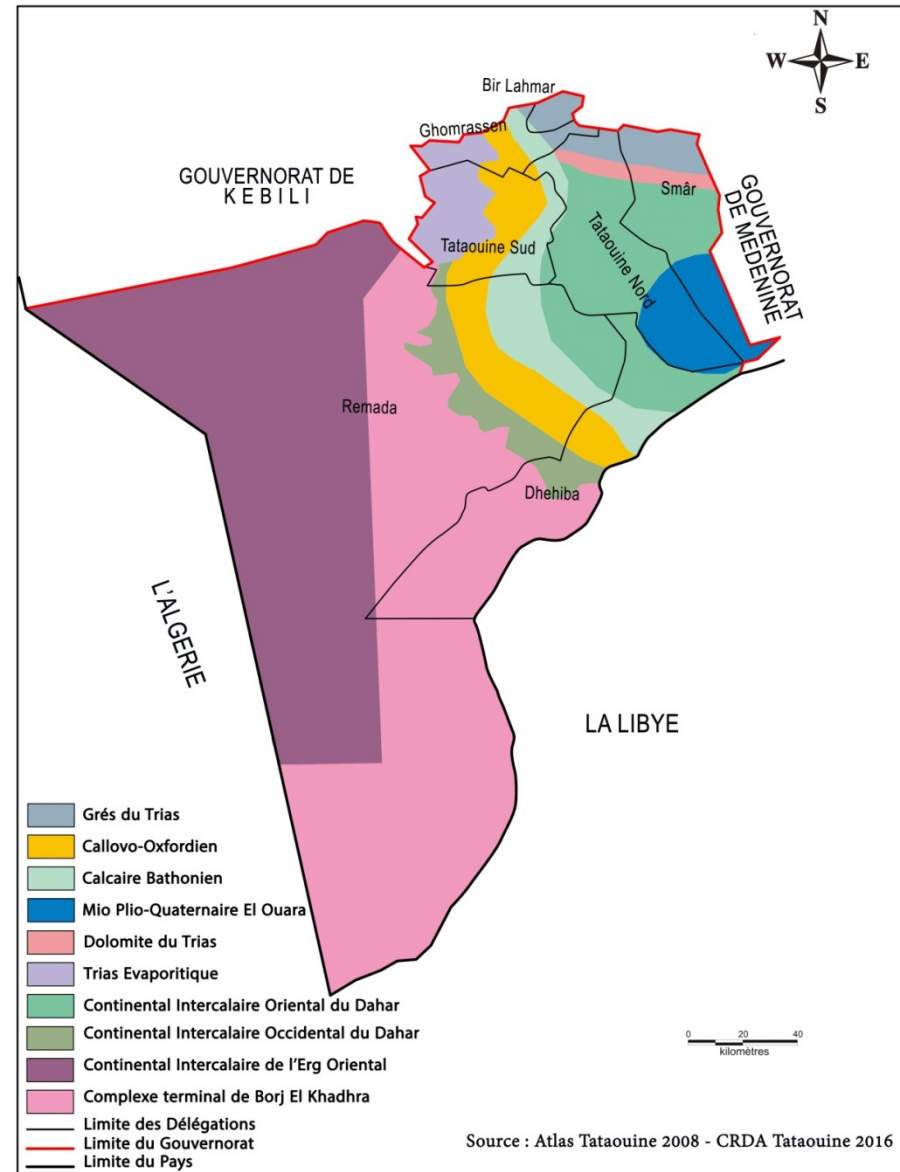 N
W E
S
Bir Lahmar
Ghomrassen
GOUVERNORAT DE
KEBILI
Smâr
GOUVERNORAT
DE MEDENINE
Tataouine Sud
Tataouine Nord
Remada
Dhehiba
L'ALGERIE
LA LIBYE
Grés du Trias
Callovo-Oxfordien
Calcaire Bathonien
Mio Plio-Quaternaire El Ouara
Dolomite du Trias
Trias Evaporitique
Continental Intercalaire Oriental du Dahar
Continental Intercalaire Occidental du Dahar
Continental Intercalaire de l'Erg Oriental
Complexe terminal de Borj El Khadhra
Limite des Délégations
Limite du Gouvernorat
Limite du Pays
0 20 40
kilomètres
Source : Atlas Tataouine 2008 - CRDA Tataouine 2016